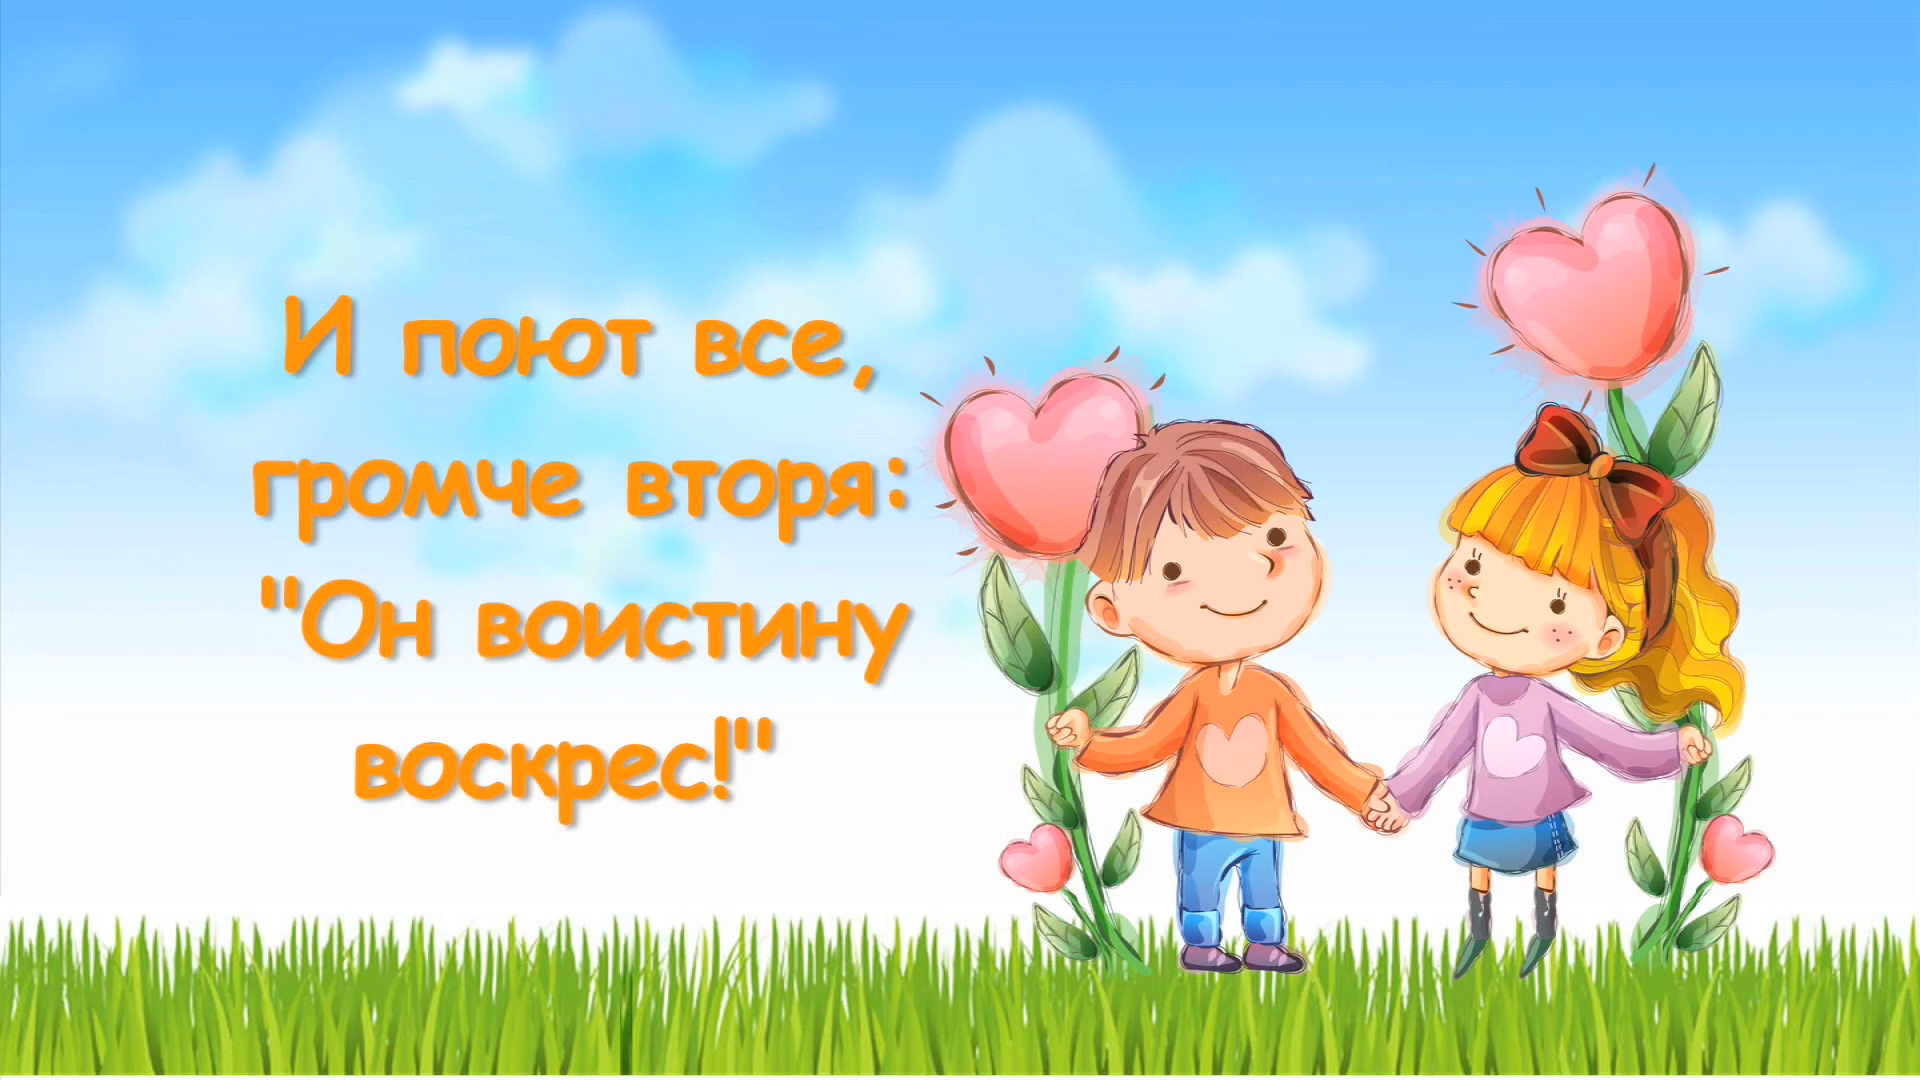 И поют все,
громче вторя:
"Он воистину
воскрес!"